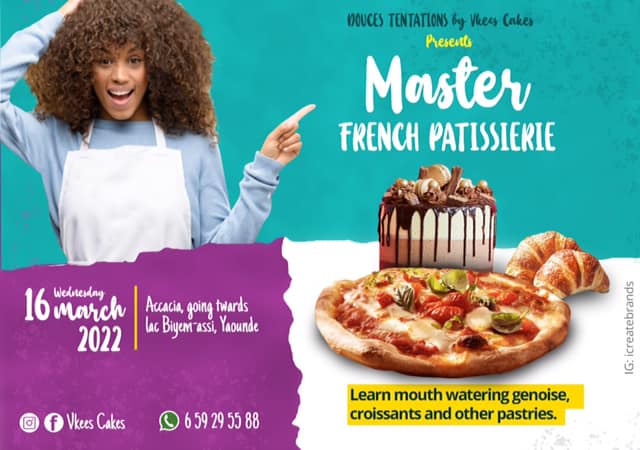 DOUCES TENTATIONS by Vkees Cakes
Presents
Master
FRENCH PATISSIERIE
16 Wednesday
March
2022
Accacia, going twards
lac Biyem-assi, Yaounde
Learn mouth watering genoise,
croissants and other pastries.
Vkees Cakes
6 59 29 55 88
IG: icreatebrands